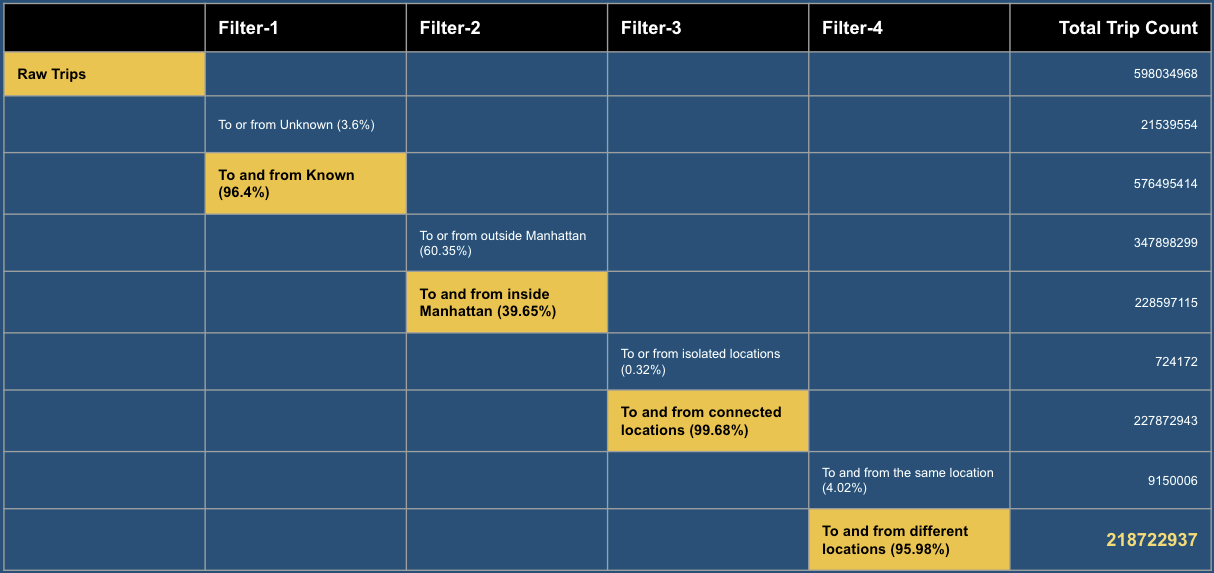 Filter-1 Filter-2 Filter-3 Filter-4 Total Trip Count
Raw Trips 598034968
To or from Unknown (3.6%) 21539554
To and from Known
(96.4%) 576495414
To or from outside Manhattan
(60.35%) 347898299
To and from inside
Manhattan (39.65%) 228597115
To or from isolated locations
(0.32%) 724172
To and from connected
locations (99.68%) 227872943
To and from the same location
(4.02%) 9150006
To and from different
locations (95.98%) 218722937